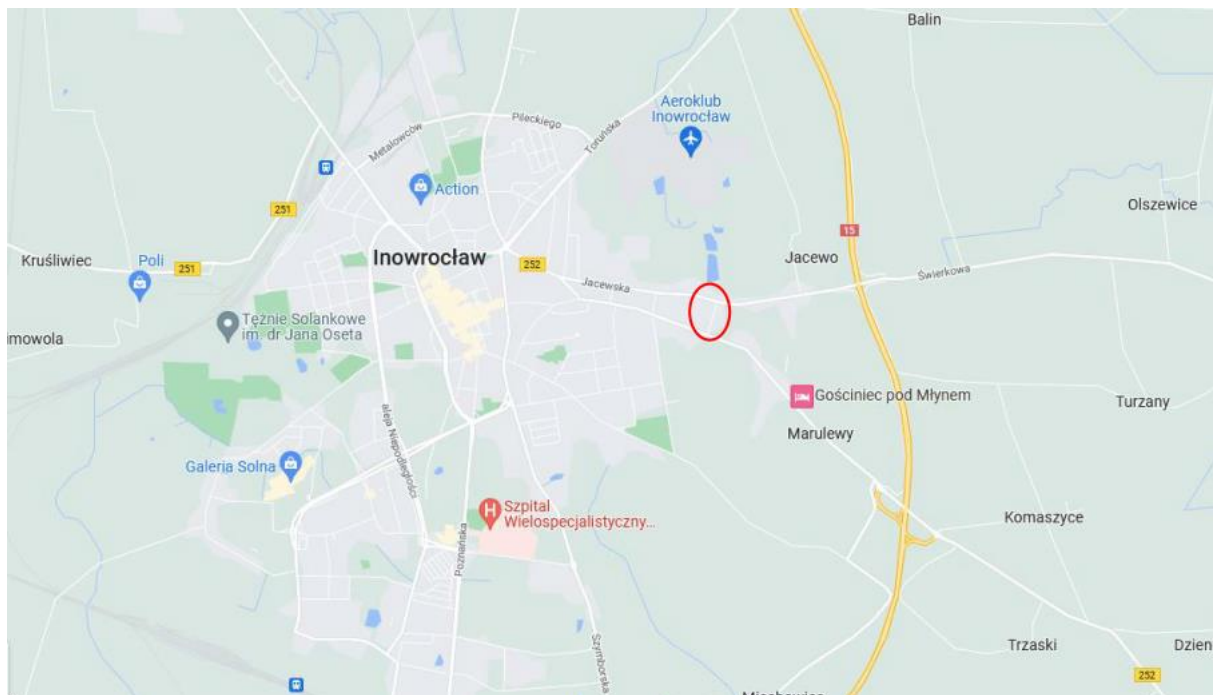 Balin
Aeroklub
Inowrocław
Pileckiego
Toruńska
Metalowców
Action
251
Olszewice
15
Kruśliwiec
Poli
251
Inowrocław
252
Jacewo
Świerkowa
Jacewska
Tężnie Solankowe
im. dr Jana Oseta
imowola
Gościniec pod Młynem
Turzany
aleja Niepodległości
Marulewy
Galeria Solna
Szpital
Wielospecjalistyczny...
Komaszyce
Poznańska
Szymborska
Trzaski
Dzien
252